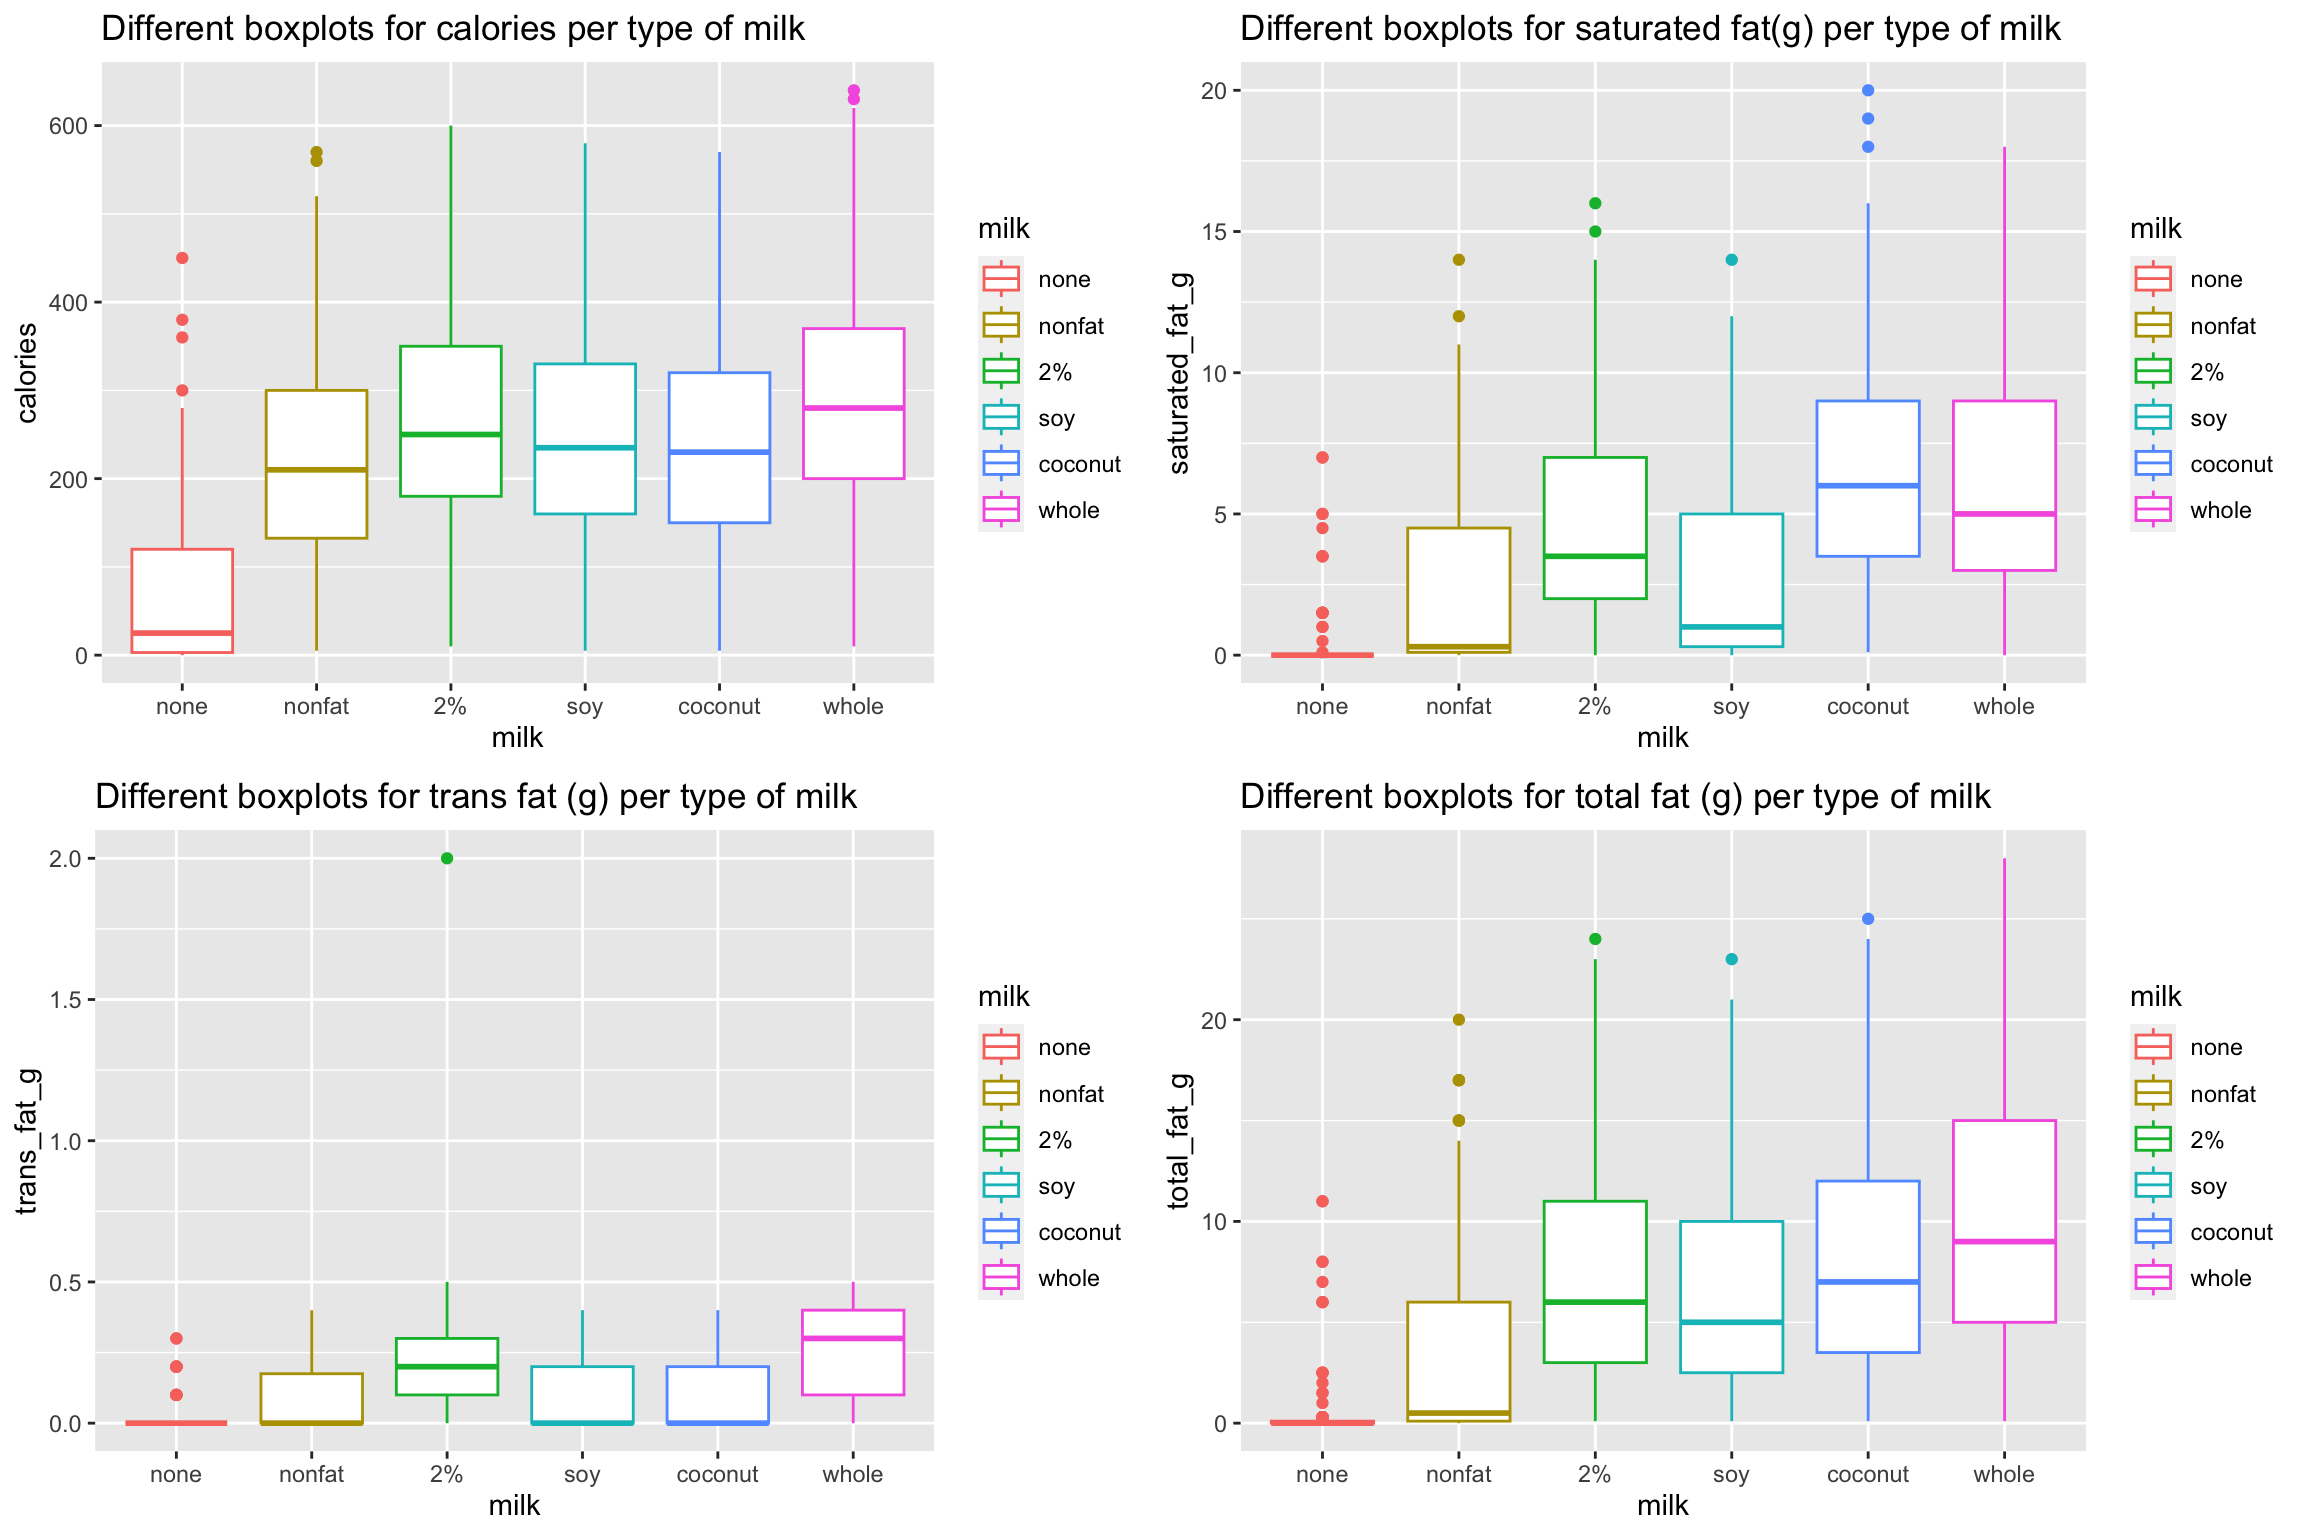 Different boxplots for calories per type of milk
600
400
200
0
calories
none nonfat 2% soy coconut whole
milk
milk
none
nonfat
2%
soy
coconut
whole
Different boxplots for saturated fat(g) per type of milk
20
15
10
5
0
saturated_fat_g
none nonfat 2% soy coconut whole
milk
milk
none
nonfat
2%
soy
coconut
whole
Different boxplots for trans fat (g) per type of milk
2.0
1.5
1.0
0.5
0.0
trans_fat_g
none nonfat 2% soy coconut whole
milk
milk
none
nonfat
2%
soy
coconut
whole
Different boxplots for total fat (g) per type of milk
20
10
0
total_fat_g
none nonfat 2% soy coconut whole
milk
milk
none
nonfat
2%
soy
coconut
whole